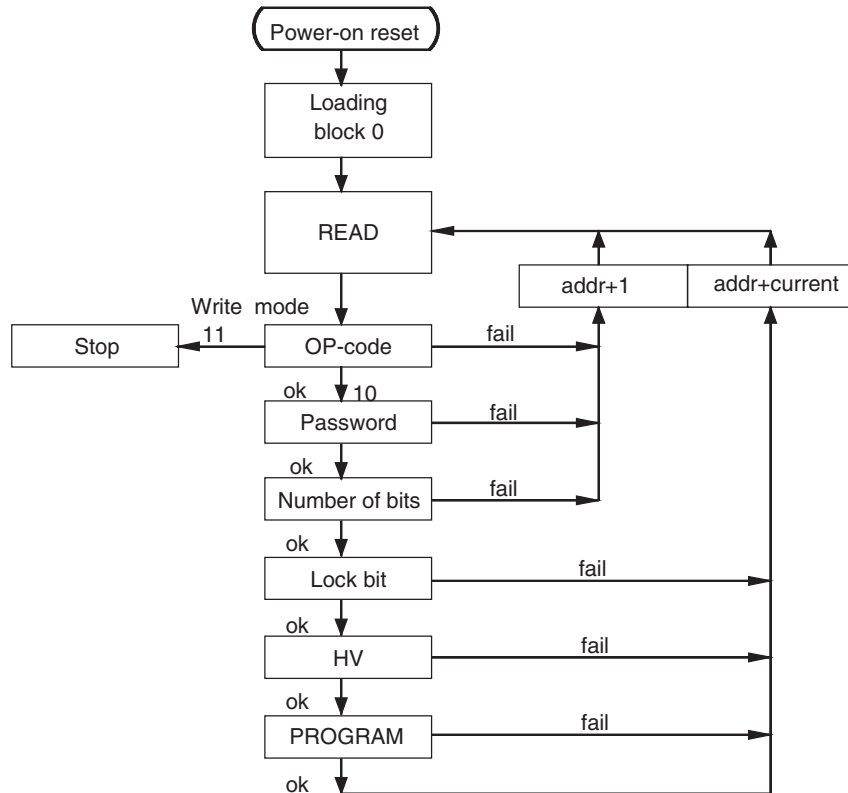 Power-on reset
Loading
block 0
READ
addr+1
addr+current
Write mode
11
Stop
OP-code
fail
ok
10
Password
fail
ok
Number of bits
fail
ok
Lock bit
fail
ok
HV
fail
ok
PROGRAM
fail
ok